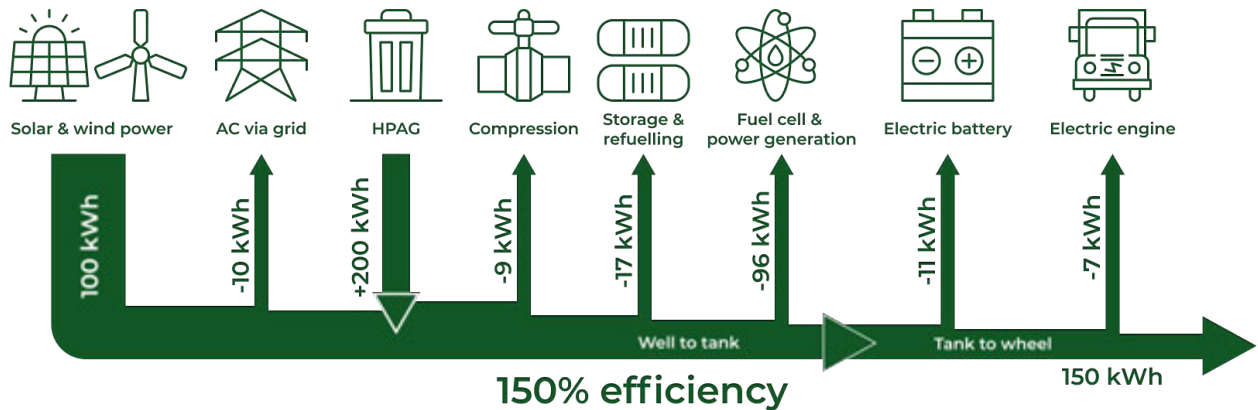 Solar & wind power
AC via grid
HPAG
Compression
Storage &
refuelling
Fuel cell &
power generation
Electric battery
Electric engine
100 kWh
-10 kWh
+200 kWh
-9 kWh
-17 kWh
-96 kWh
-11 kWh
-7 kWh
Well to tank
Tank to wheel
150 kWh
150% efficiency